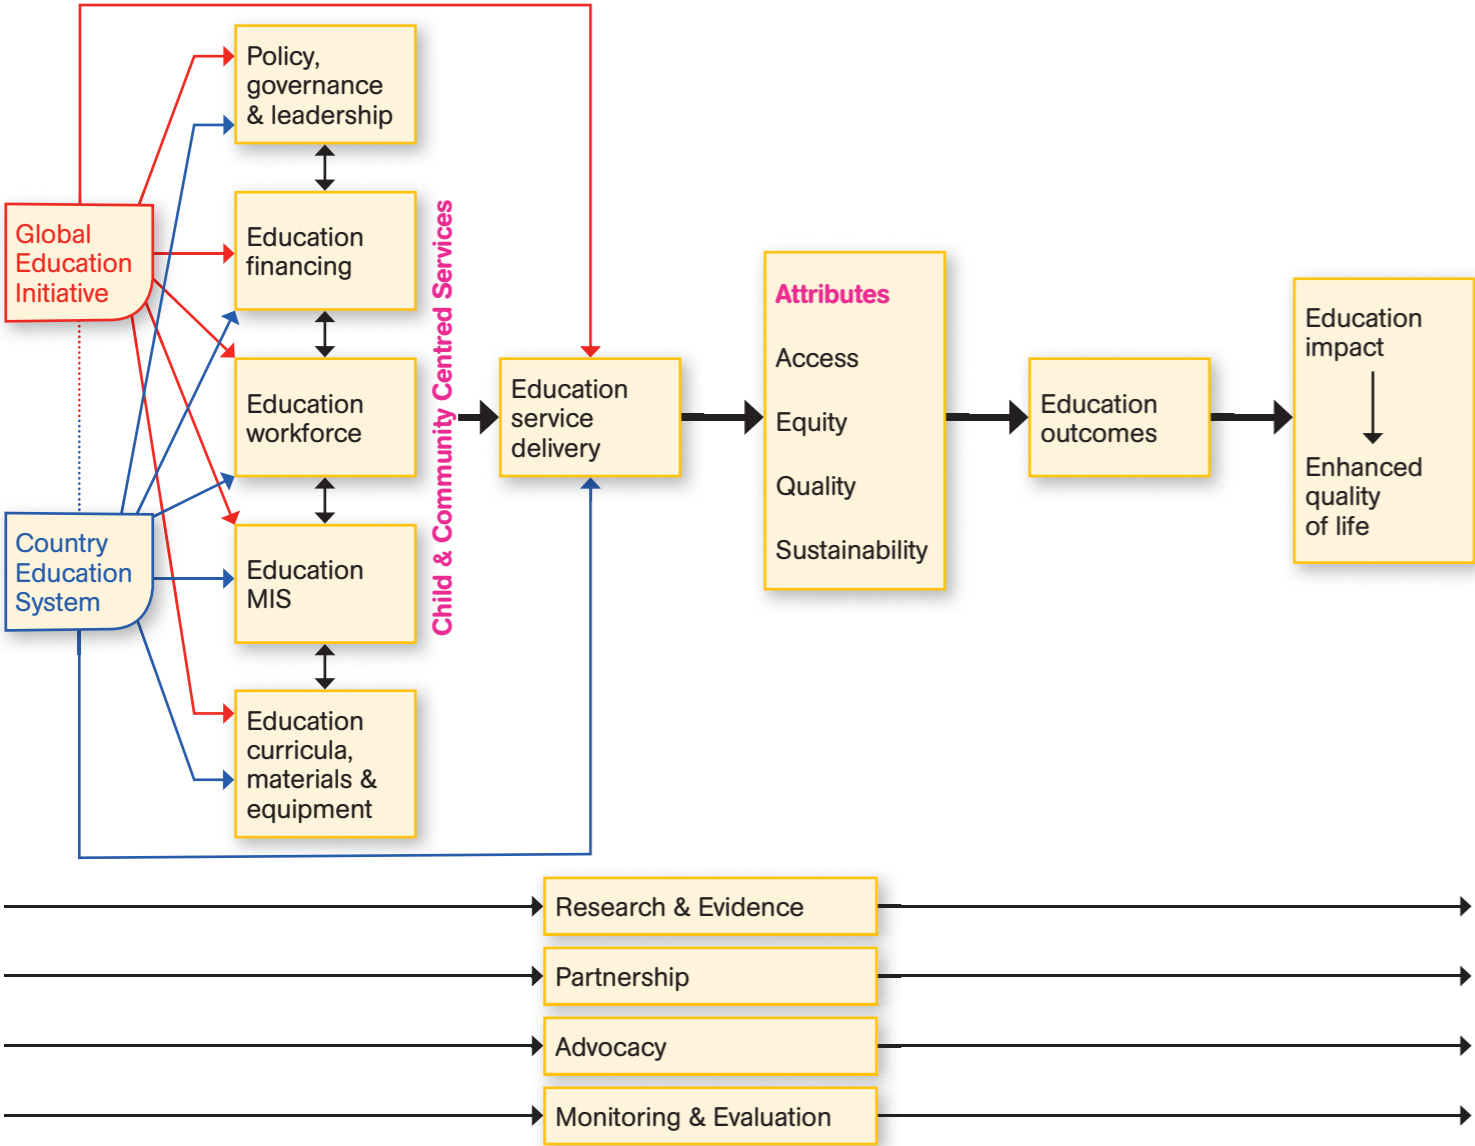 Policy,
governance
& leadership
Global
Education
Initiative
Education
financing
Education
workforce
Country
Education
System
Education
MIS
Education
curricula,
materials &
equipment
Child & Community Centred Services
Education
service
delivery
Attributes
Access
Equity
Quality
Sustainability
Education
outcomes
Education
impact
Enhanced
quality
of life
Research & Evidence
Partnership
Advocacy
Monitoring & Evaluation